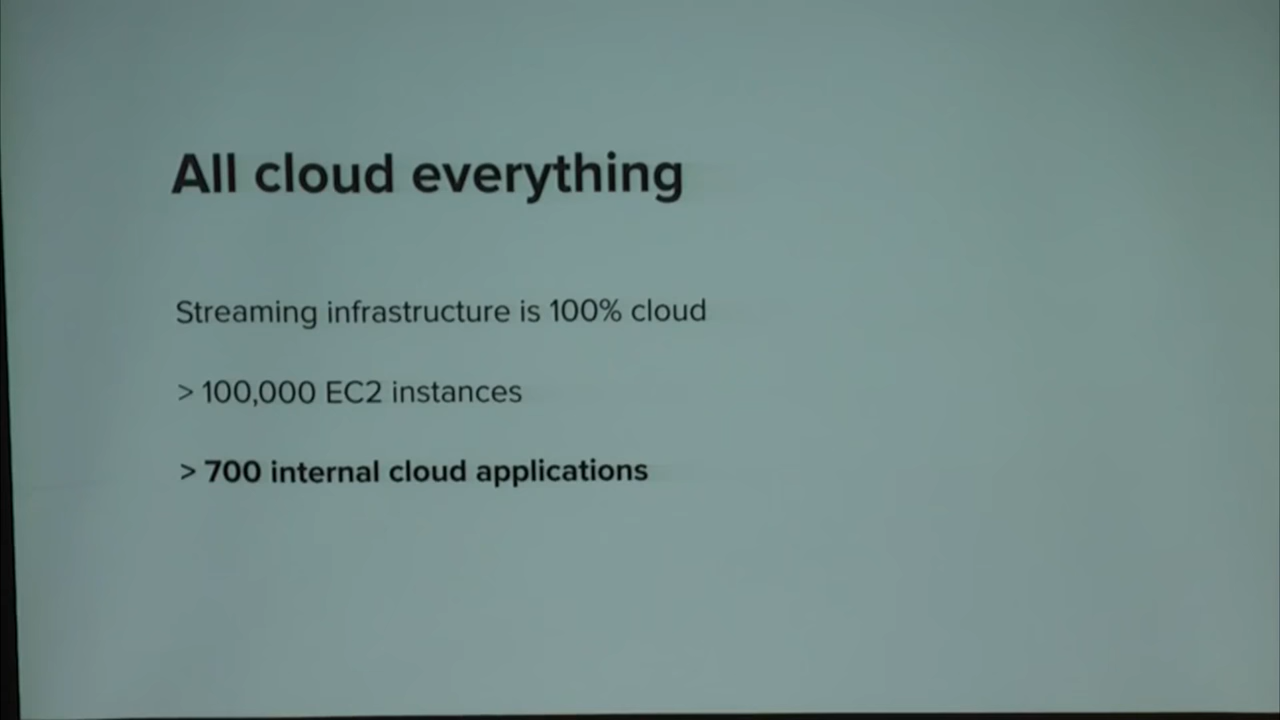 All cloud everything
Streaming infrastructure is 100% cloud
> 100,000 EC2 instances
> 700 internal cloud applications